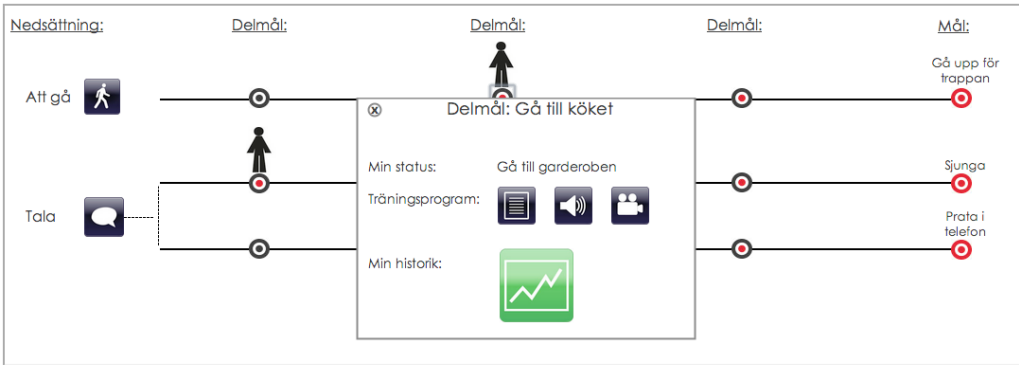 Nedsättning:
Delmål:
Delmål:
Delmål:
Mål:
Gå upp för
trappan
Att gå
Delmål: Gå till köket
Min status:
Gå till garderoben
Träningsprogram:
Min historik:
Sjunga
Tala
Prata i
telefon